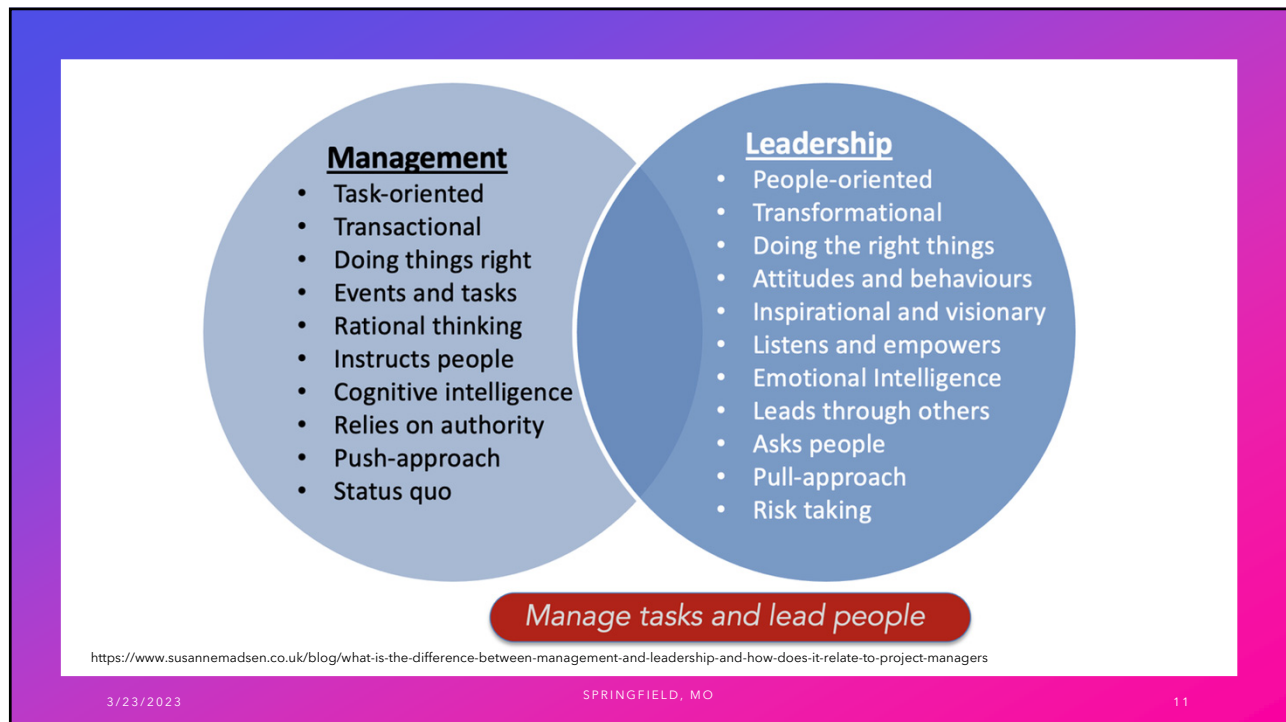 Management
• Task-oriented
• Transactional
• Doing things right
• Events and tasks
• Rational thinking
• Instructs people
• Cognitive intelligence
• Relies on authority
• Push-approach
• Status quo
Leadership
• People-oriented
• Transformational
• Doing the right things
• Attitudes and behaviours
• Inspirational and visionary
• Listens and empowers
• Emotional Intelligence
• Leads through others
• Asks people
• Pull-approach
• Risk taking
Manage tasks and lead people
https://www.susannemadsen.co.uk/blog/what-is-the-difference-between-management-and-leadership-and-how-does-it-relate-to-project-managers
3/23/2023
SPRINGFIELD, MO
11